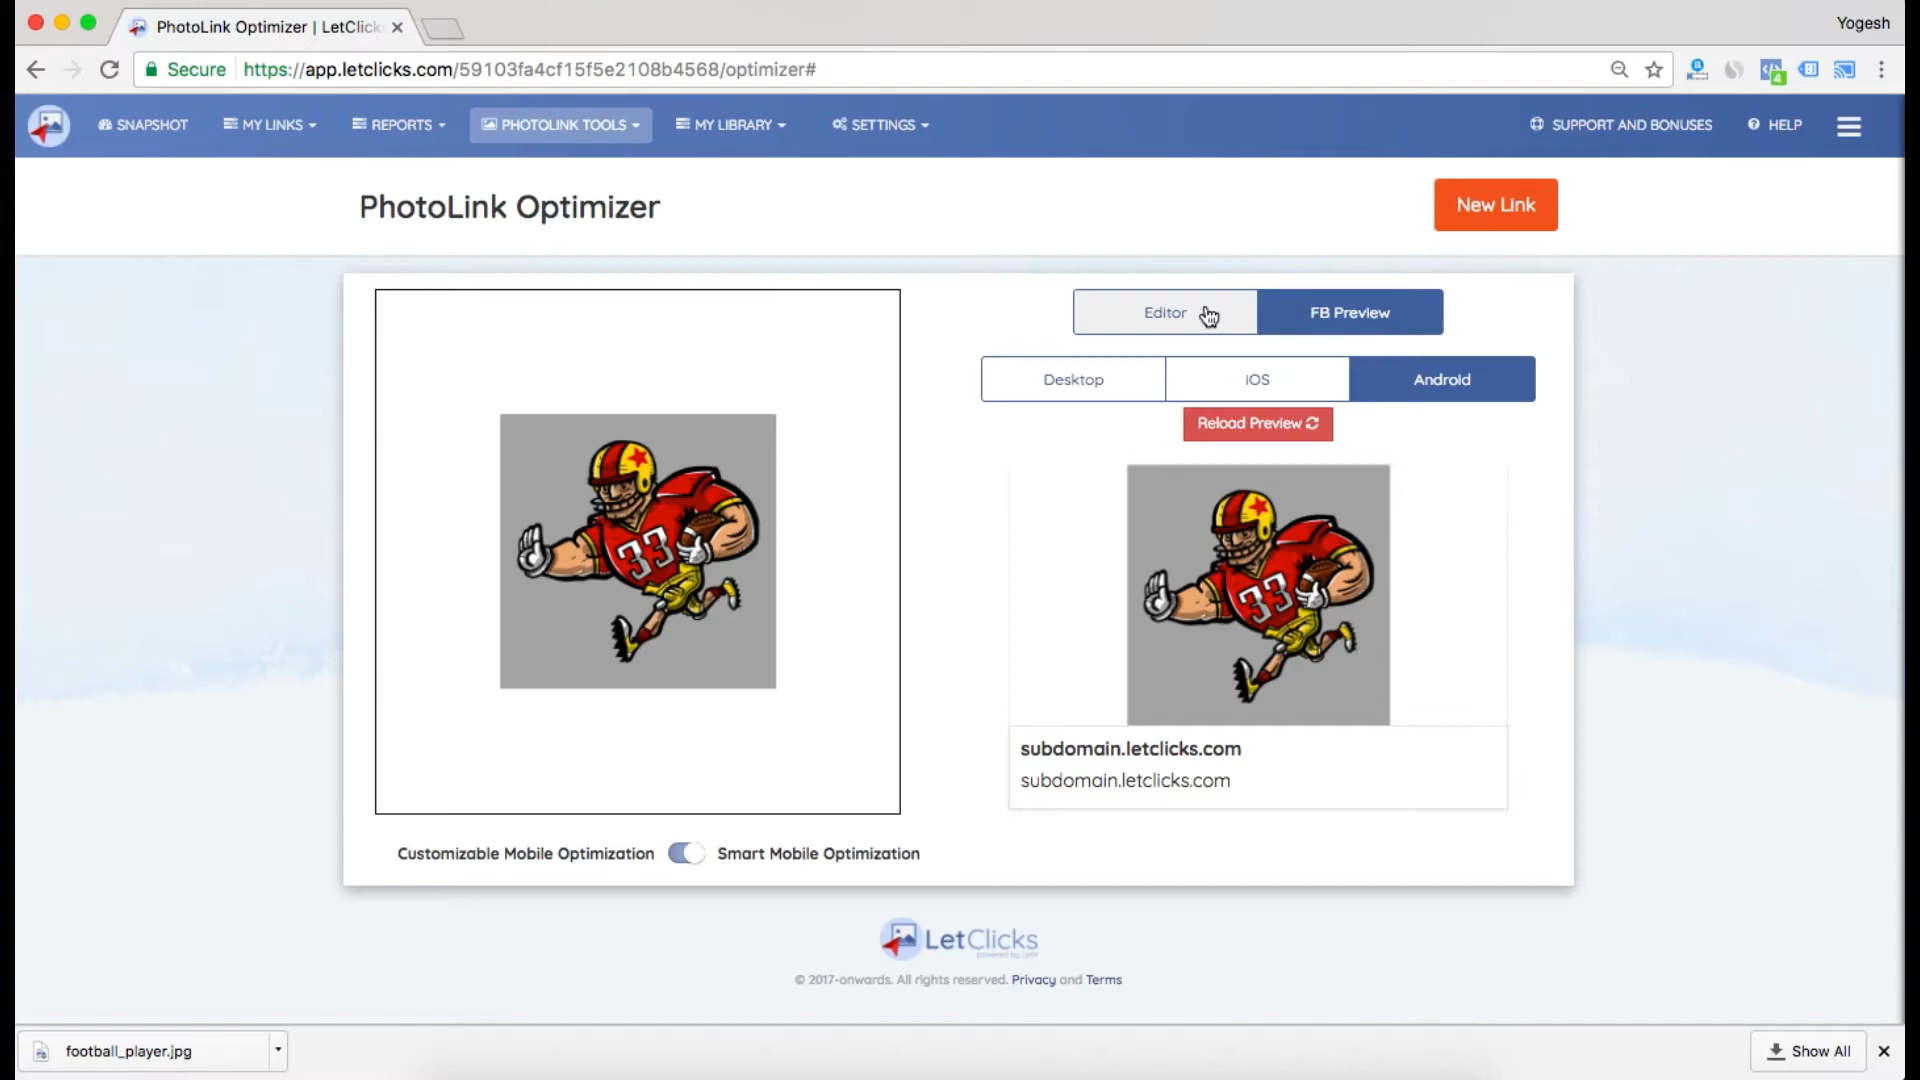 PhotoLink Optimizer | LetClick
Yogesh
Secure
https://app.letclicks.com/59103fa4cf15f5e2108b4568/optimizer#
4
SNAPSHOT
MY LINKS
REPORTS
PHOTOLINK TOOLS
MY LIBRARY
SETTINGS
SUPPORT AND BONUSES
HELP
PhotoLink Optimizer
New Link
Editor
FB Preview
Desktop
iOS
Android
Reload Preview
33
33
subdomain.letclicks.com
subdomain.letclicks.com
Customizable Mobile Optimization
Smart Mobile Optimization
LetClicks
© 2017-onwards. All rights reserved. Privacy and Terms
football_player.jpg
Show All